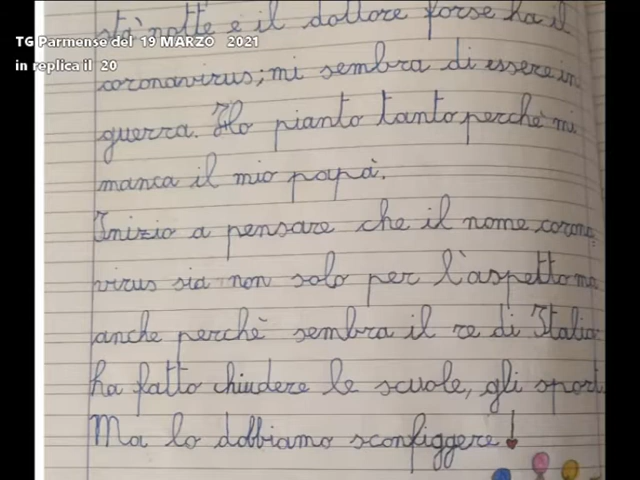 TG Parmense del 19 MARZO 2021
in replica il 20
stà notte e il dottore forse ha il
coronavirus; mi sembra di essere in
guerra. Ho pianto tanto perchè mi
manca il mio papà.
Inizio a pensare che il nome corona
virus sia non solo per l'aspetto ma
anche perchè sembra il re di Italia
ha fatto chiudere le scuole, gli sport
Ma lo dobbiamo sconfiggere!